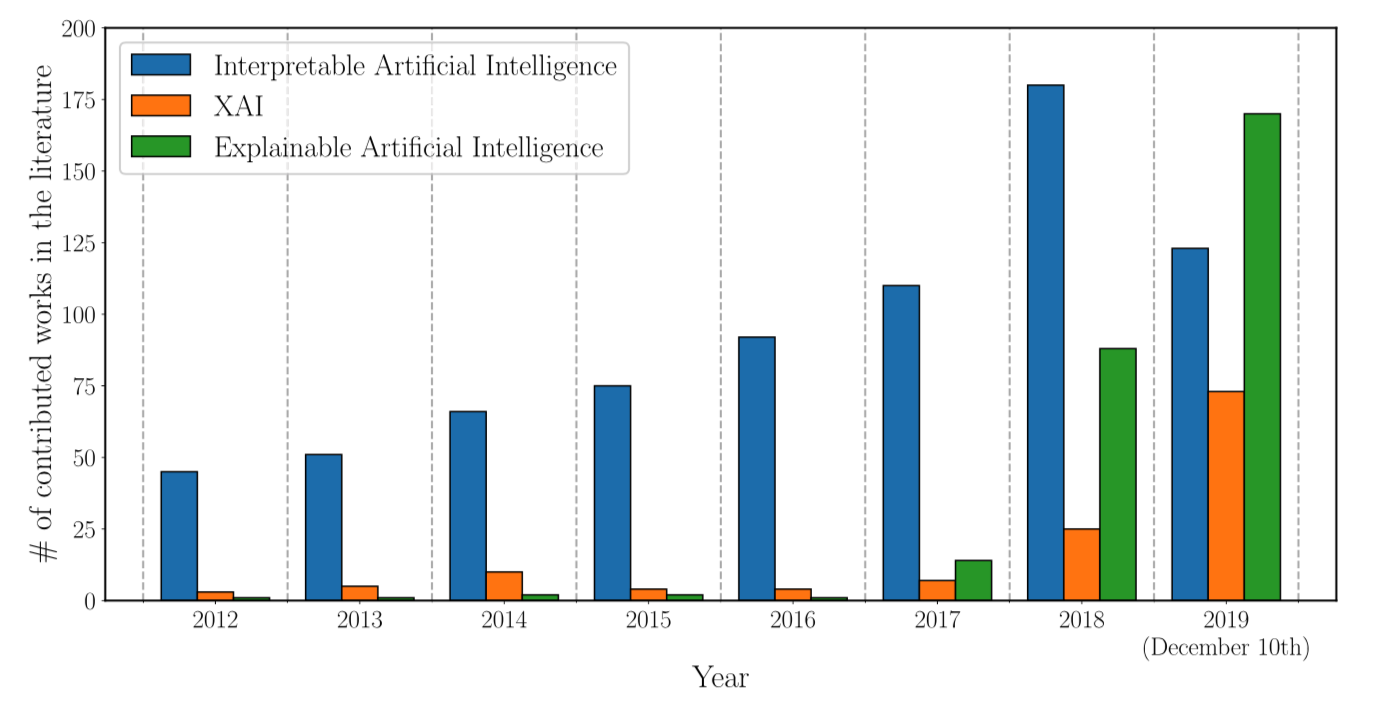 200
175
150
125
100
75
50
25
0
# of contributed works in the literature
Interpretable Artificial Intelligence
XAI
Explainable Artificial Intelligence
2012 2013 2014 2015 2016 2017 2018 2019
(December 10th)
Year